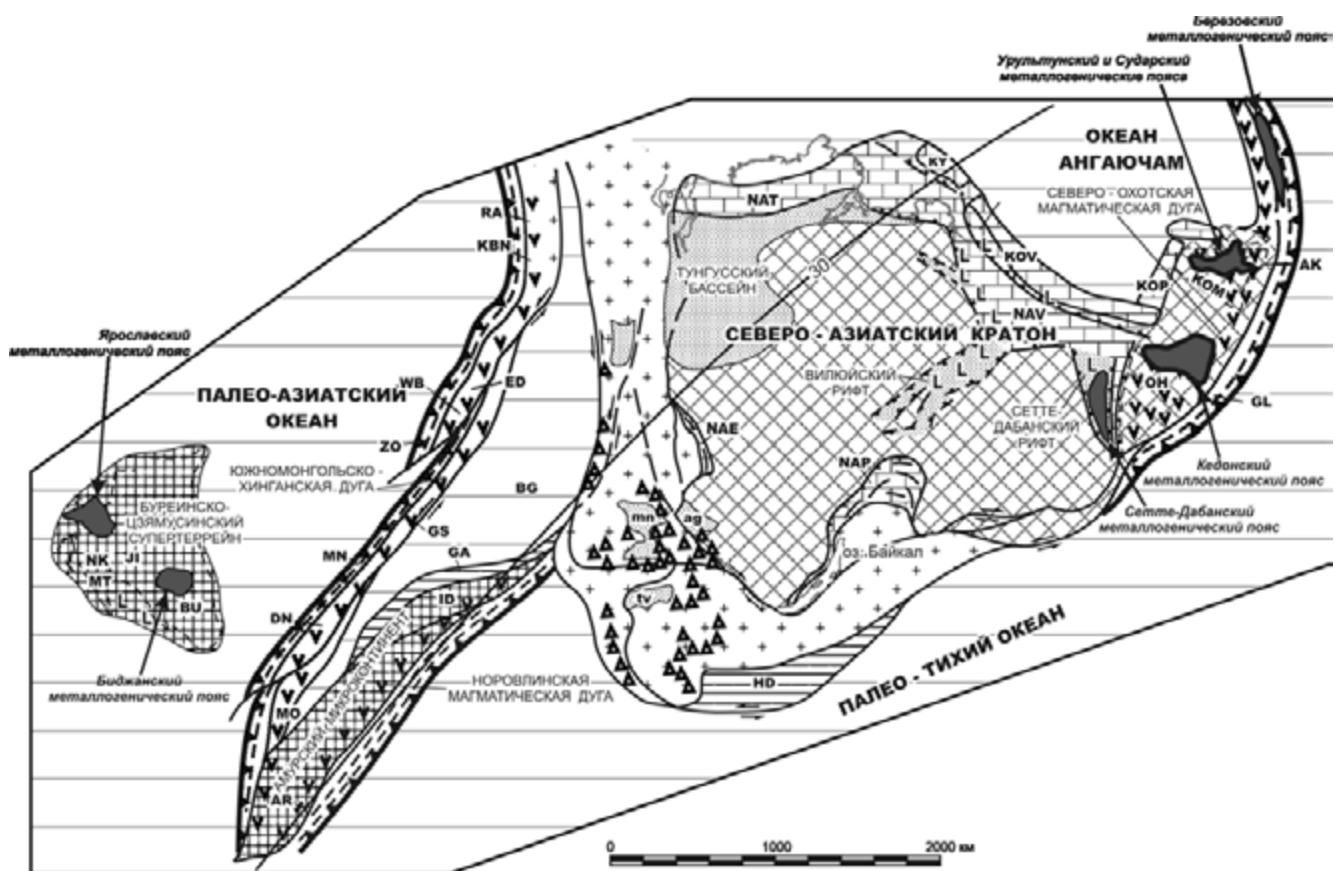 Березовский
металлогенический пояс
Урультунский и Сударский
металлогенические пояса
ОКЕАН
АНГАЮЧАМ
СЕВЕРО-ОХОТСКАЯ
МАГМАТИЧЕСКАЯ ДУГА
KY
NAT
RA
KBN
ТУНГУССКИЙ
БАССЕЙН
30
KOV
KOP
KOM
AK
NAV
Ярославский
металлогенический пояс
СЕВЕРО - АЗИАТСКИЙ КРАТОН
L
L
L
L
L
L
L
L
L
L
WB
ED
ПАЛЕО-АЗИАТСКИЙ
ОКЕАН
ВИЛЮЙСКИЙ
РИФТ
OH
GL
ZO
NAE
СЕТТЕ-
ДАБАНСКИЙ
РИФТ
ЮЖНОМОНГОЛЬСКО-
ХИНГАНСКАЯ ДУГА
NAP
Кедонский
металлогенический пояс
BG
БУРЕИНСКО-
ЦЗЯМУСИНСКИЙ
СУПЕРТЕРРЕЙН
mn
ag
Сетте-Дабанский
металлогенический пояс
GS
оз. Байкал
NK
JI
MN
GA
MT
L
L
BU
ID
tv
DN
АМУРСКИЙ МИКРОКОНТИНЕНТ
Биджанский
металлогенический пояс
НОРОВЛИНСКАЯ
МАГМАТИЧЕСКАЯ ДУГА
HD
ПАЛЕО - ТИХИЙ ОКЕАН
MO
AR
0
1000
2000 км